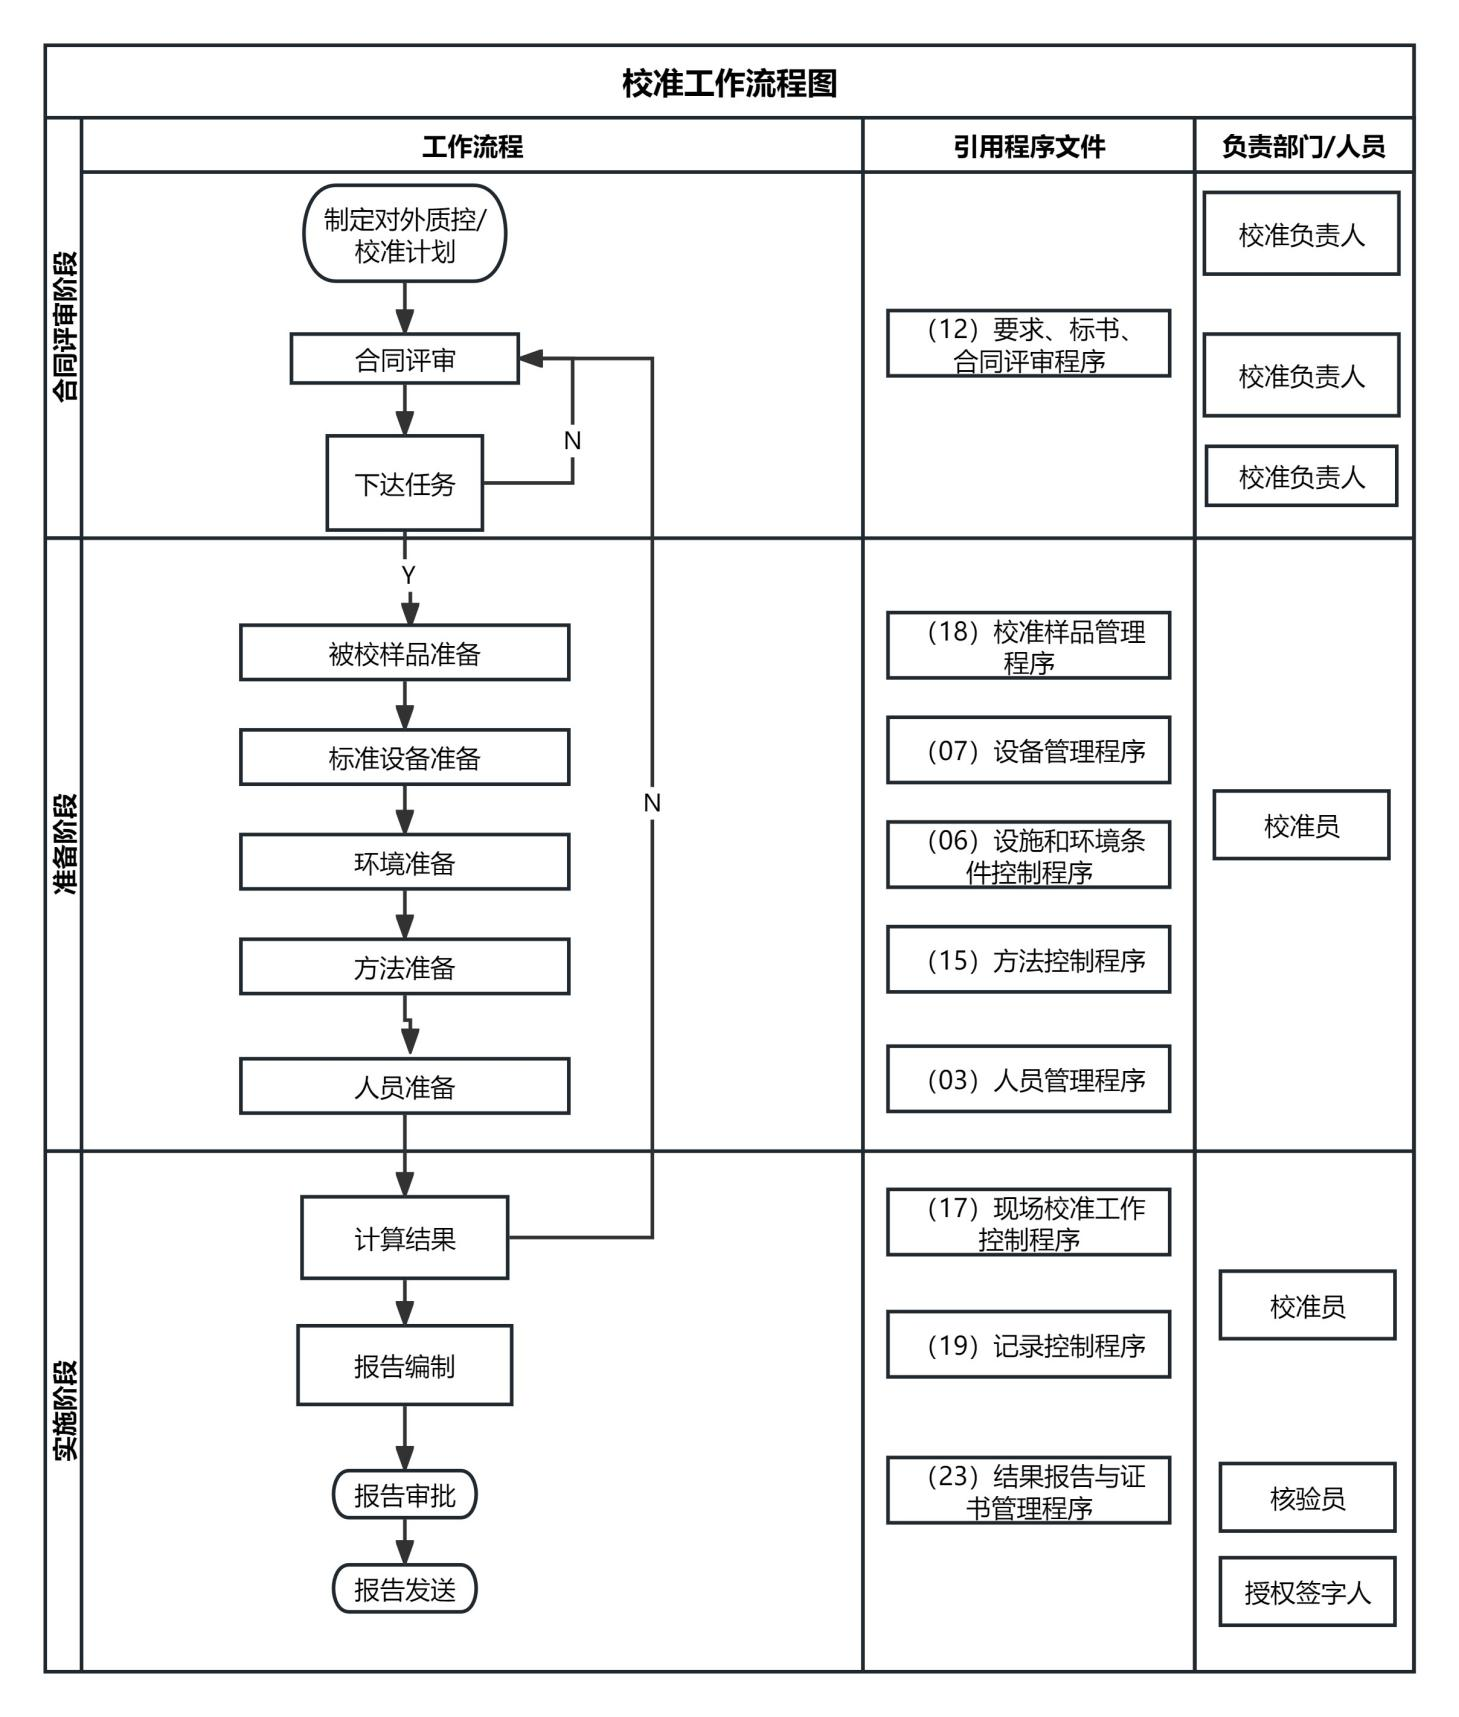 校准工作流程图
工作流程
引用程序文件
负责部门/人员
合同评审阶段
制定对外质控/
校准计划
合同评审
N
下达任务
（12）要求、标书、
合同评审程序
校准负责人
校准负责人
校准负责人
准备阶段
Y
被校样品准备
标准设备准备
N
环境准备
方法准备
人员准备
（18）校准样品管理
程序
（07）设备管理程序
（06）设施和环境条
件控制程序
（15）方法控制程序
（03）人员管理程序
校准员
实施阶段
计算结果
报告编制
报告审批
报告发送
（17）现场校准工作
控制程序
（19）记录控制程序
（23）结果报告与证
书管理程序
校准员
核验员
授权签字人